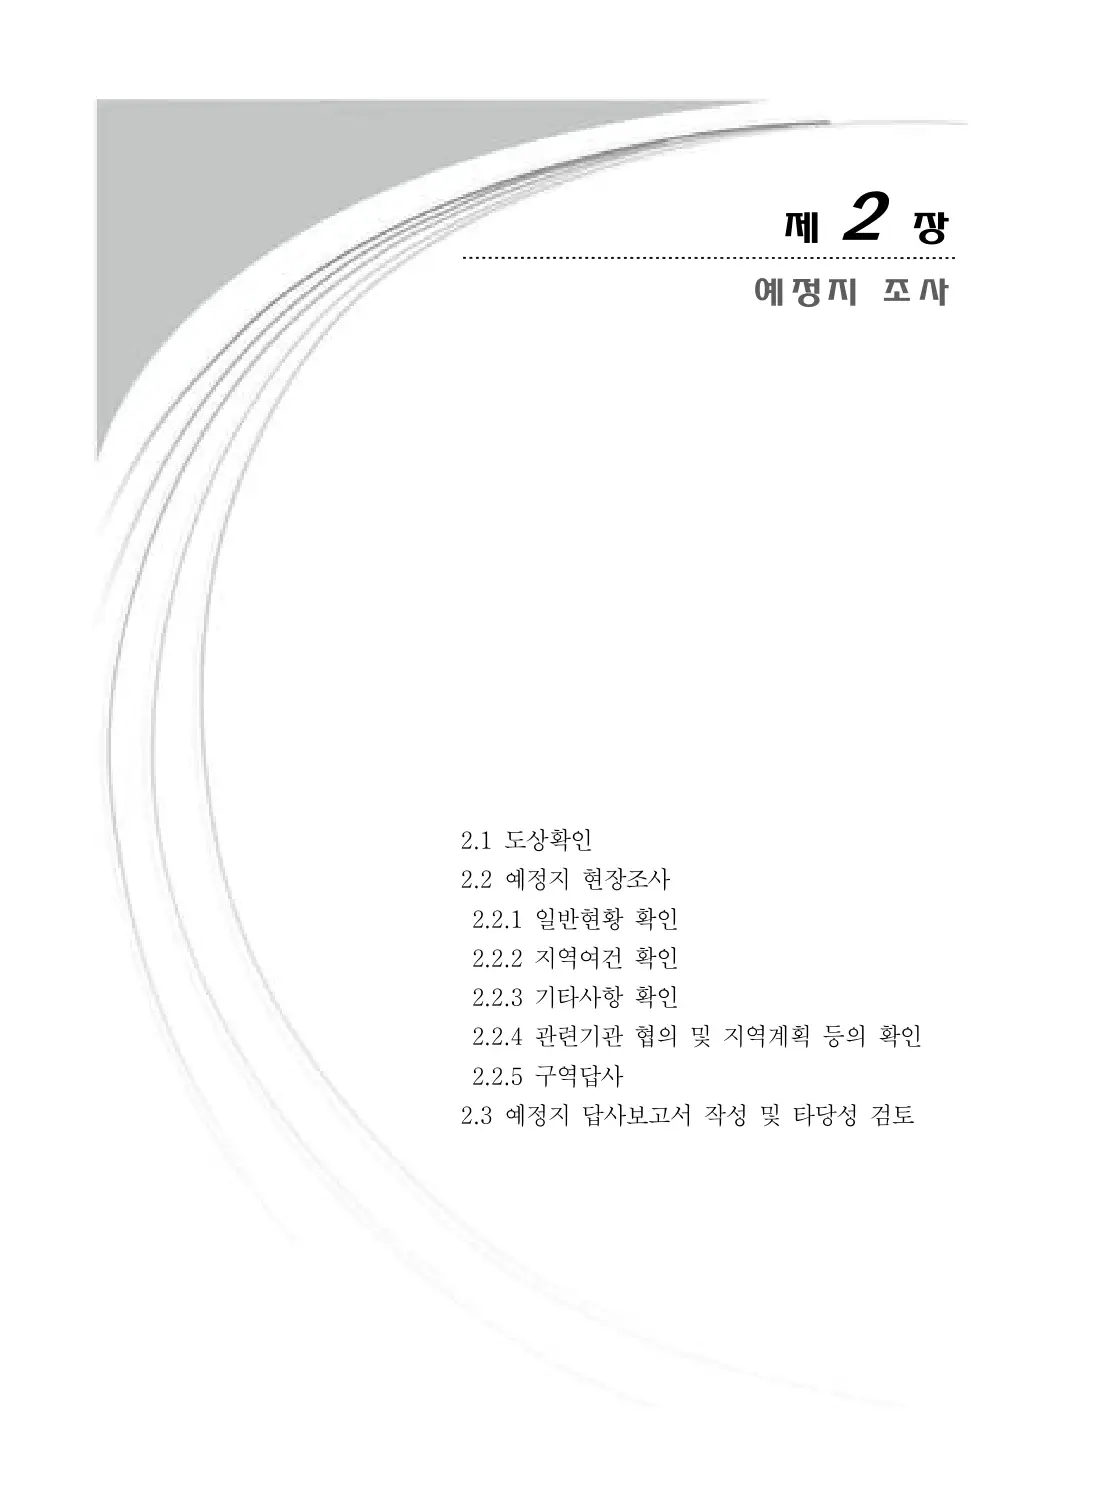 제 2 장
예정지 조사
2.1 도상확인
2.2 예정지 현장조사
2.2.1 일반현황 확인
2.2.2 지역여건 확인
2.2.3 기타사항 확인
2.2.4 관련기관 협의 및 지역계획 등의 확인
2.2.5 구역답사
2.3 예정지 답사보고서 작성 및 타당성 검토